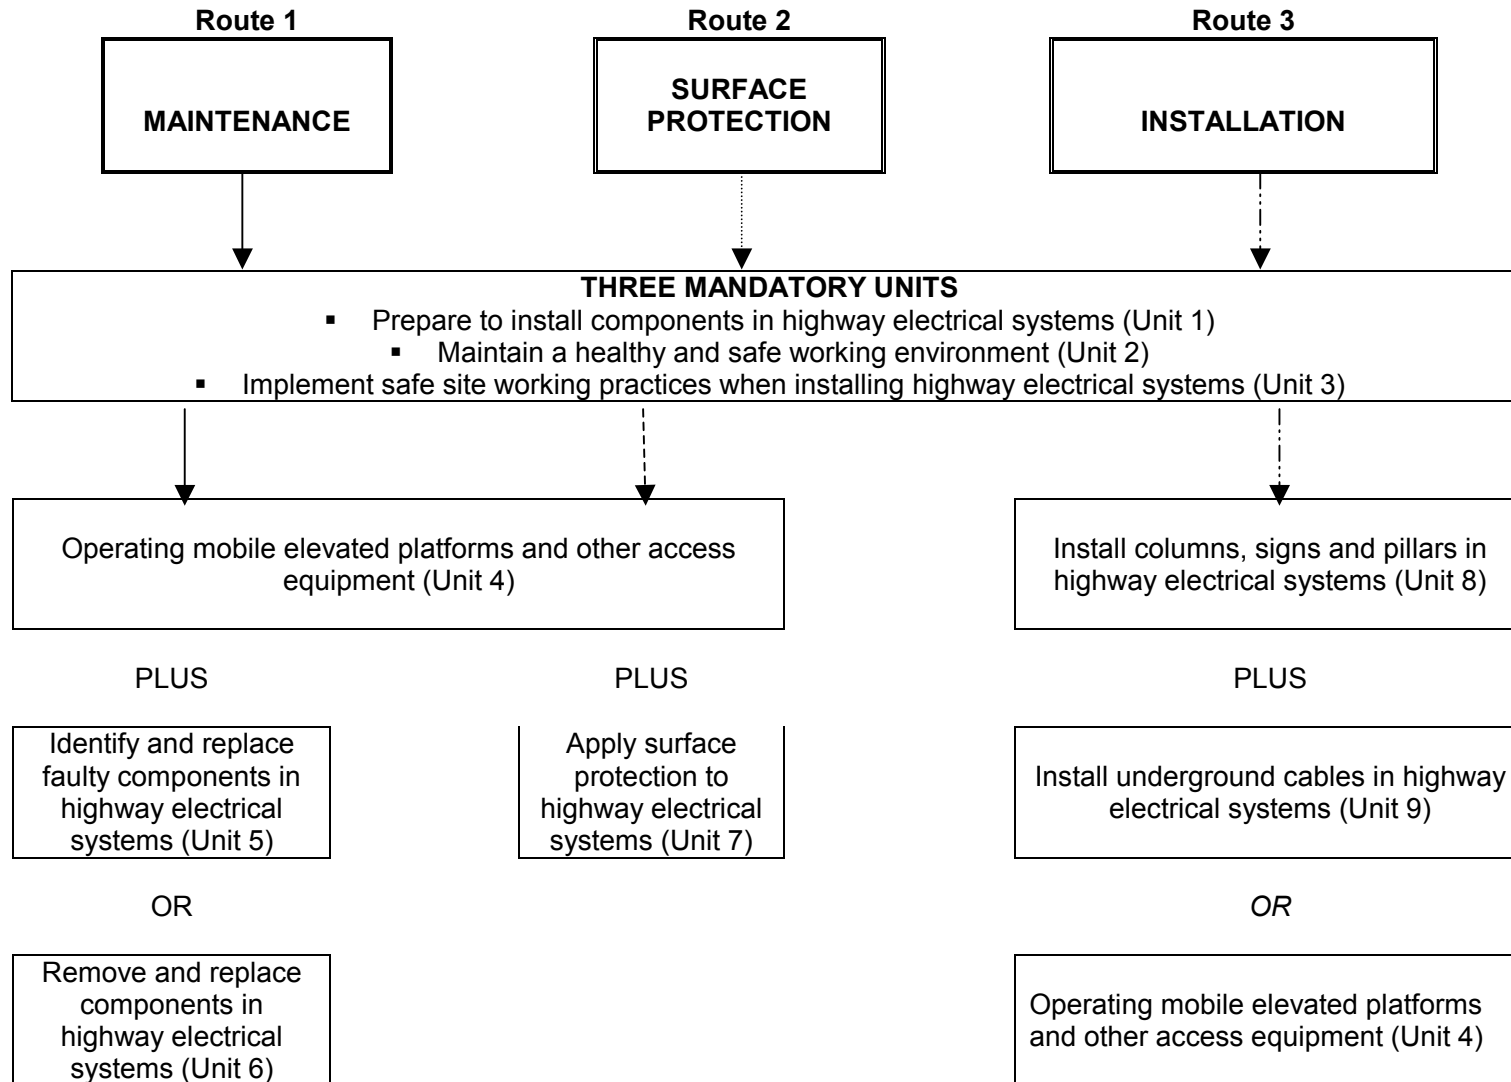 Route 1
Route 2
Route 3
MAINTENANCE
SURFACE
PROTECTION
INSTALLATION
THREE MANDATORY UNITS
▪ Prepare to install components in highway electrical systems (Unit 1)
▪ Maintain a healthy and safe working environment (Unit 2)
▪ Implement safe site working practices when installing highway electrical systems (Unit 3)
Operating mobile elevated platforms and other access
equipment (Unit 4)
Install columns, signs and pillars in
highway electrical systems (Unit 8)
PLUS
PLUS
PLUS
Identify and replace
faulty components in
highway electrical
systems (Unit 5)
Apply surface
protection to
highway electrical
systems (Unit 7)
Install underground cables in highway
electrical systems (Unit 9)
OR
OR
Remove and replace
components in
highway electrical
systems (Unit 6)
Operating mobile elevated platforms
and other access equipment (Unit 4)